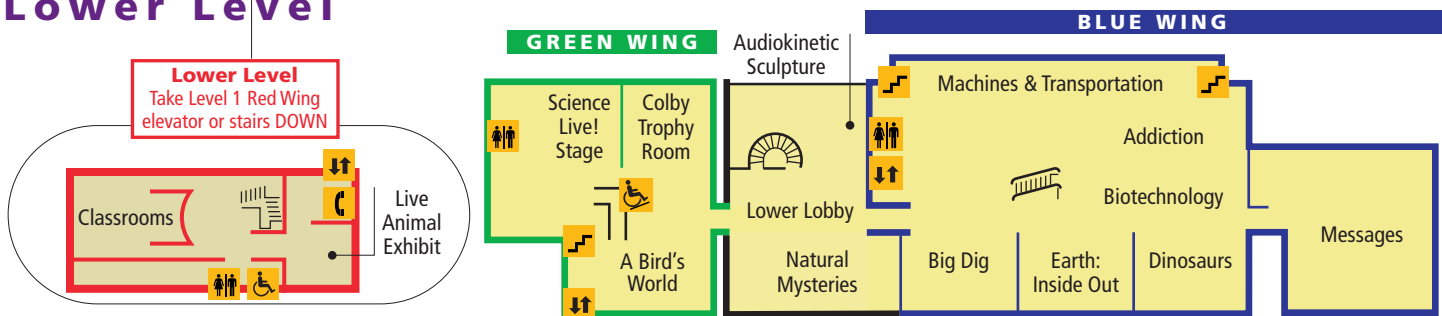 Lower Level
Lower Level
Take Level 1 Red Wing
elevator or stairs DOWN
Classrooms
Live
Animal
Exhibit
GREEN WING
Science
Live!
Stage
Colby
Trophy
Room
A Bird's
World
Audiokinetic
Sculpture
Lower Lobby
Natural
Mysteries
BLUE WING
Machines & Transportation
Addiction
Biotechnology
Big Dig
Earth:
Inside Out
Dinosaurs
Messages